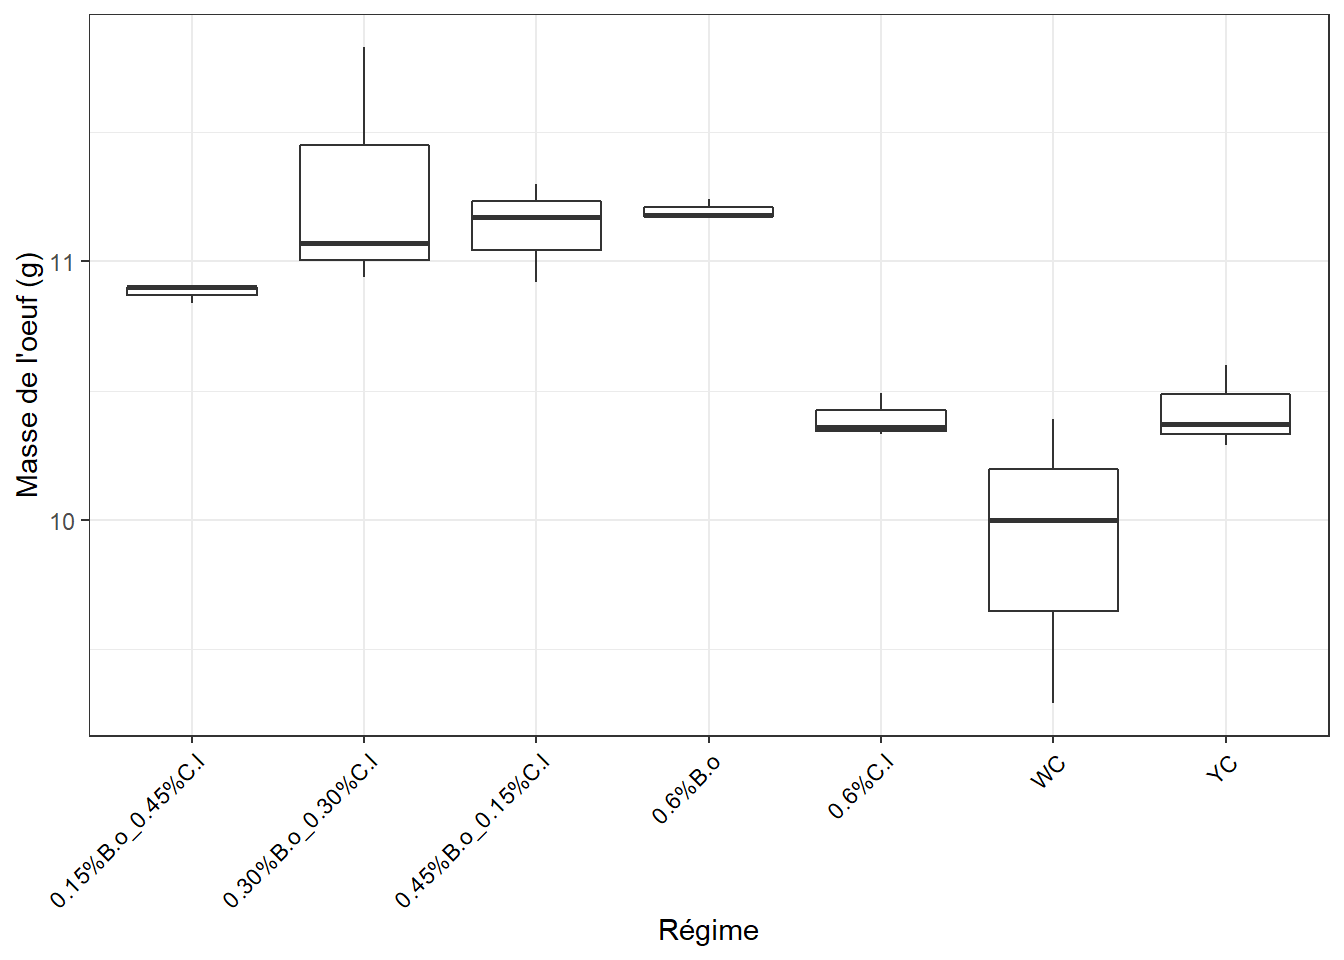 Masse de l'oeuf (g)
11
10
0.15%B.o_0.45%C.l
0.30%B.o_0.30%C.l
0.45%B.o_0.15%C.l
0.6%B.o
0.6%C.l
WC
YC
Régime